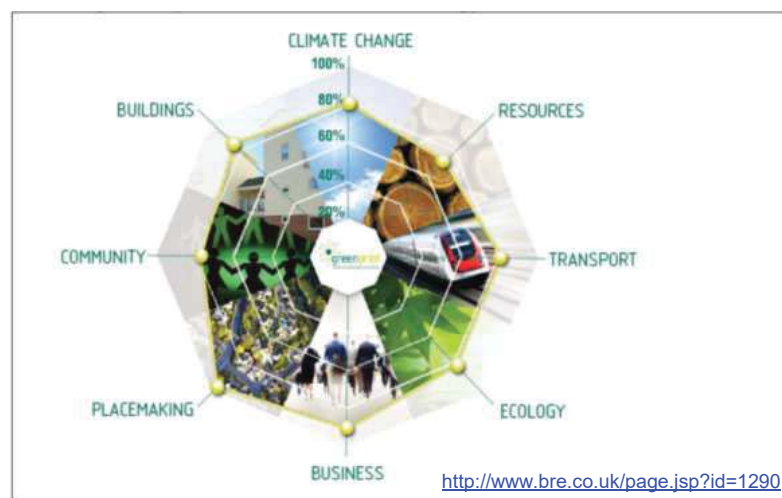 CLIMATE CHANGE
100%
BUILDINGS
80%
RESOURCES
60%
40%
20%
greenprint
COMMUNITY
TRANSPORT
PLACEMAKING
ECOLOGY
BUSINESS
http://www.bre.co.uk/page.jsp?id=1290